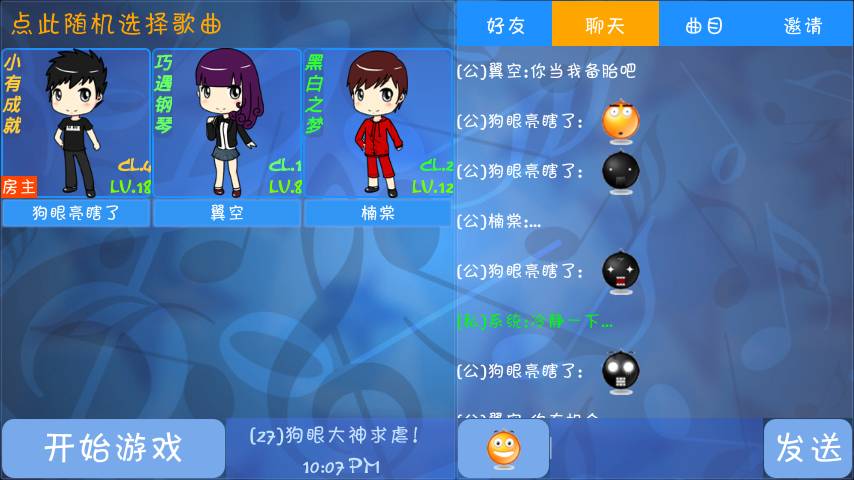 点此随机选择歌曲
小有成就
CL.4
房主
LV.18
狗眼亮瞎了
巧遇钢琴
CL.1
LV.8
翼空
黑白之梦
CL.2
LV.12
楠棠
开始游戏
(27)狗眼大神求虐!
10:07 PM
好友
聊天
曲目
邀请
(公)翼空:你当我备胎吧
(公)狗眼亮瞎了:
(公)狗眼亮瞎了:
(公)楠棠:...
(公)狗眼亮瞎了:
(私)系统:冷静一下...
(公)狗眼亮瞎了:
发送